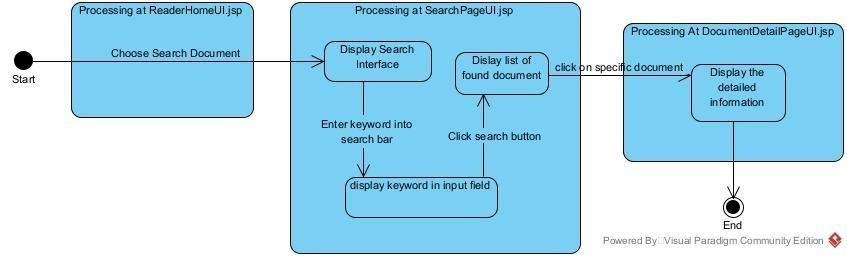 Processing at ReaderHomeUI.jsp
Choose Search Document
Start
Processing at SearchPageUI.jsp
Display Search
Interface
Enter keyword into
search bar
display keyword in input field
Click search button
Dislay list of
found document
click on specific document
Processing At DocumentDetailPageUI.jsp
Display the
detailed
information
End
Powered By Visual Paradigm Community Edition